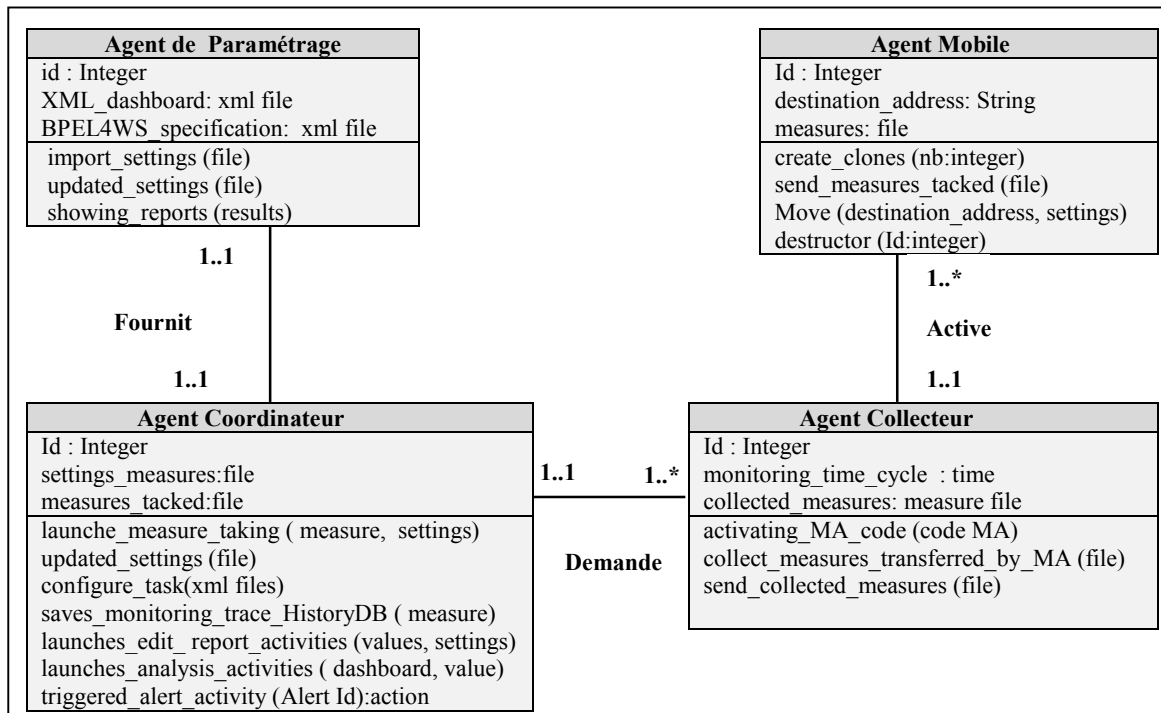 Agent de Paramétrage
id : Integer
XML_dashboard: xml file
BPEL4WS_specification: xml file
import_settings (file)
updated_settings (file)
showing_reports (results)
Agent Mobile
Id : Integer
destination_address: String
measures: file
create_clones (nb:integer)
send_measures_tacked (file)
Move (destination_address, settings)
destructor (Id:integer)
1..1
Fournit
1..1
1..*
Active
1..1
Agent Coordinateur
Id : Integer
settings_measures:file
measures_tacked:file
launche_measure_taking ( measure, settings)
updated_settings (file)
configure_task(xml files)
saves_monitoring_trace_HistoryDB ( measure)
launches_edit_ report_activities (values, settings)
launches_analysis_activities ( dashboard, value)
triggered_alert_activity (Alert Id):action
1..1 1..*
Demande
Agent Collecteur
Id : Integer
monitoring_time_cycle : time
collected_measures: measure file
activating_MA_code (code MA)
collect_measures_transferred_by_MA (file)
send_collected_measures (file)